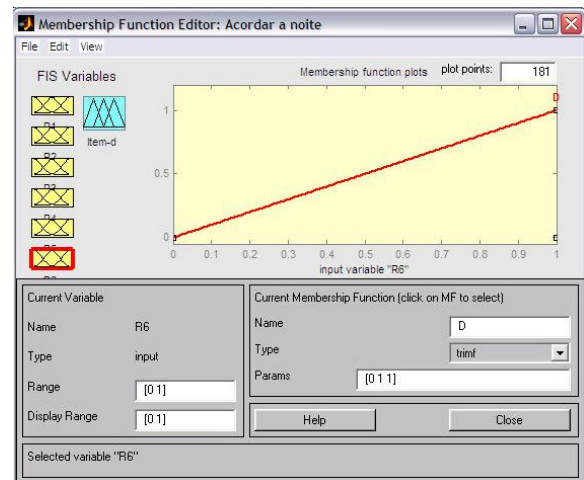 Membership Function Editor: Acordar a noite
File Edit View
FIS Variables
Membership function plots plot points: 181
Item-d
D
1
0.5
0
0 0.1 0.2 0.3 0.4 0.5 0.6 0.7 0.8 0.9 1
input variable "R6"
Current Variable
Name R6
Type input
Range [0 1]
Display Range [0 1]
Current Membership Function (click on MF to select)
Name D
Type trimf
Params [0 1 1]
Help Close
Selected variable "R6"